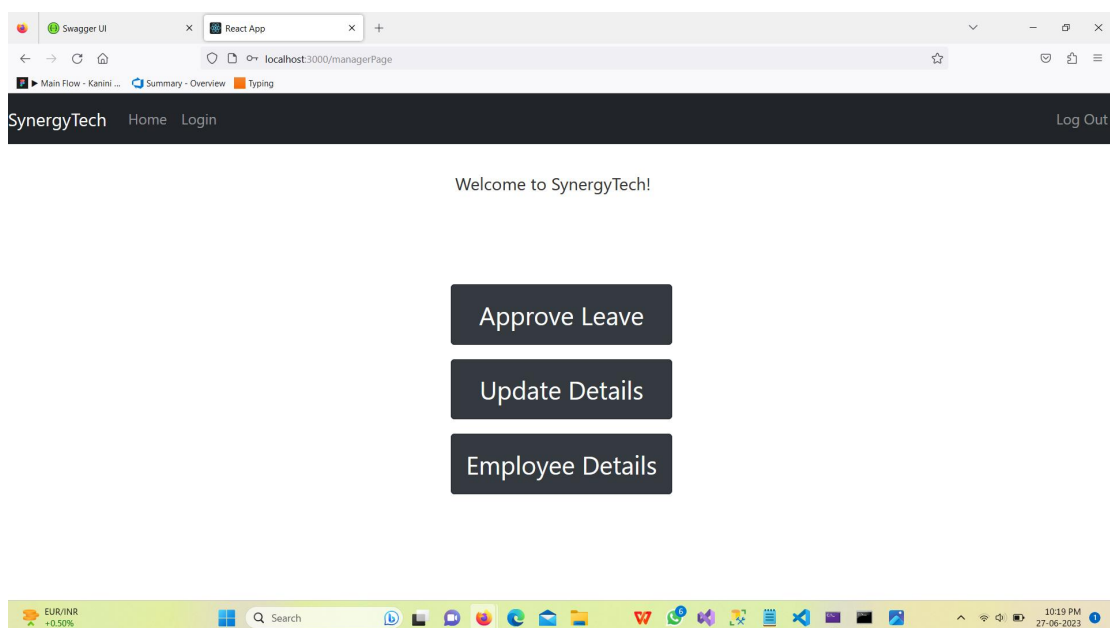 Swagger UI
React App
localhost:3000/managerPage
Main Flow - Kanini ... Summary - Overview Typing
SynergyTech Home Login Log Out
Welcome to SynergyTech!
Approve Leave
Update Details
Employee Details
EUR/INR
+0.50%
Search
6
10:19 PM
27-06-2023
1